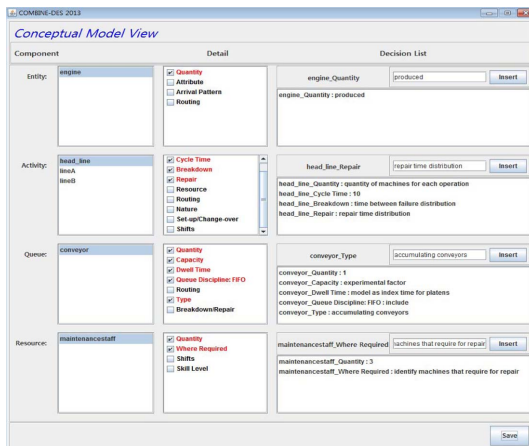 COMBINE-DES 2013
Conceptual Model View
Component Detail Decision List
Entity:
engine
Quantity
Attribute
Arrival Pattern
Routing
engine_Quantity produced Insert
engine_Quantity : produced
Activity:
head_line
lineA
lineB
Cycle Time
Breakdown
Repair
Resource
Routing
Nature
Set-up/Change-over
Shifts
head_line_Repair repair time distribution Insert
head_line_Quantity : quantity of machines for each operation
head_line_Cycle Time : 10
head_line_Breakdown : time between failure distribution
head_line_Repair : repair time distribution
Queue:
conveyor
Quantity
Capacity
Dwell Time
Queue Discipline: FIFO
Routing
Type
Breakdown/Repair
conveyor_Type accumulating conveyors Insert
conveyor_Quantity : 1
conveyor_Capacity : experimental factor
conveyor_Dwell Time : model as index time for platens
conveyor_Queue Discipline: FIFO : include
conveyor_Type : accumulating conveyors
Resource:
maintenancestaff
Quantity
Where Required
Shifts
Skill Level
maintenancestaff_Where Required achines that require for repair Insert
maintenancestaff_Quantity : 3
maintenancestaff_Where Required : identify machines that require for repair
Save